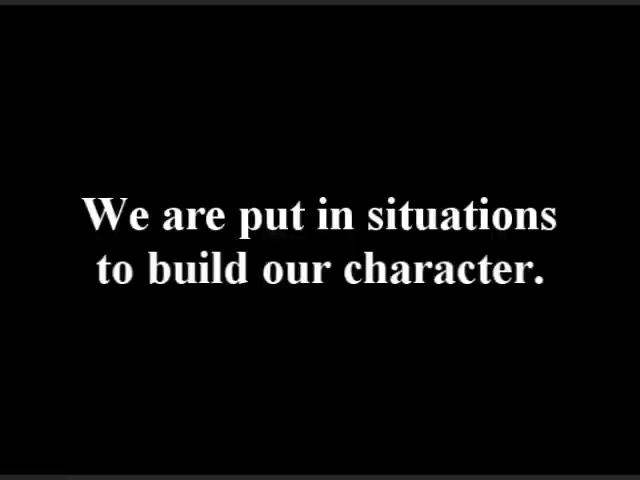 We are put in situations
to build our character.